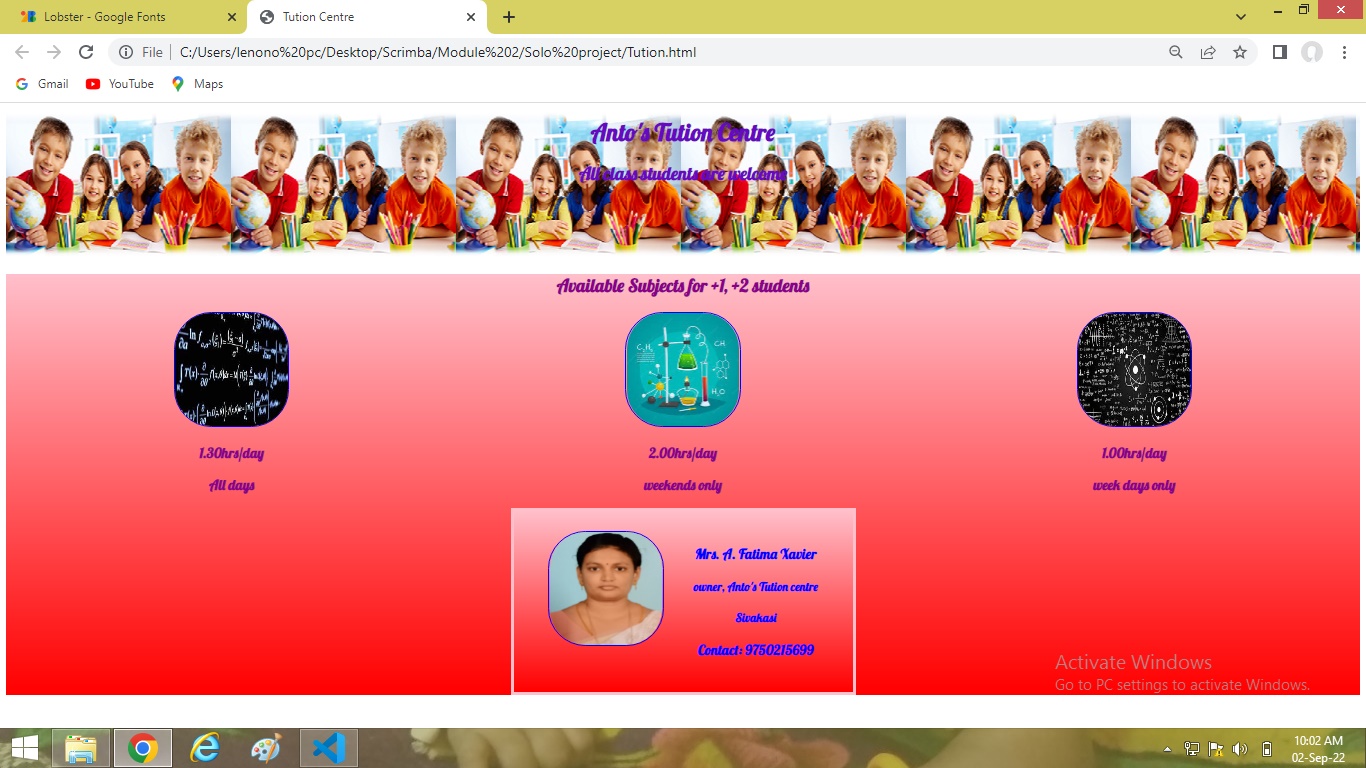 Lobster - Google Fonts
Tution Centre
File
C:/Users/lenono%20pc/Desktop/Scrimba/Module%202/Solo%20project/Tution.html
Gmail
YouTube
Maps
Anto's Tution Centre
All class students are welcome
Available Subjects for +1, +2 students
1.30hrs/day
2.00hrs/day
1.00hrs/day
All days
weekends only
week days only
Mrs. A. Fatima Xavier
owner, Anto's Tution centre
Sivakasi
Contact: 9750215699
Activate Windows
Go to PC settings to activate Windows.
10:02 AM
02-Sep-22